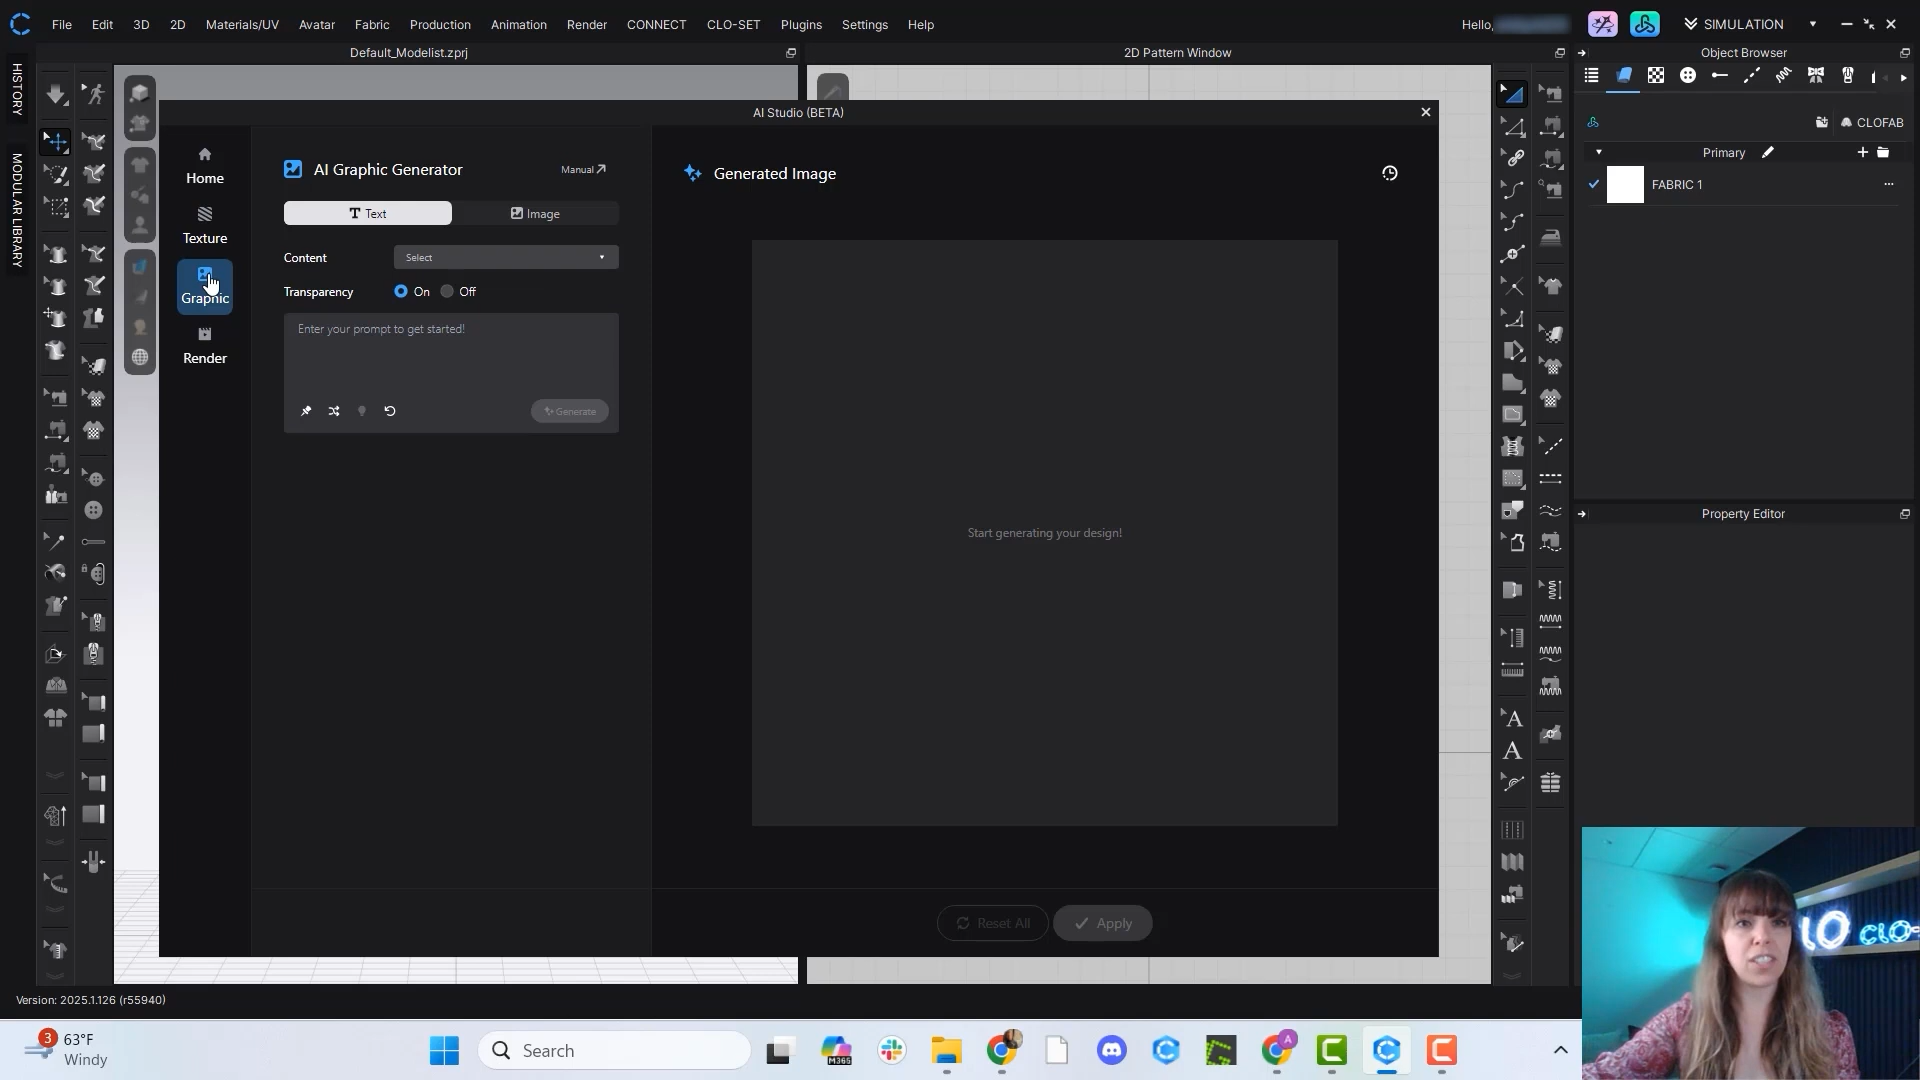 File Edit 3D 2D Materials/UV Avatar Fabric Production Animation Render CONNECT CLO-SET Plugins Settings Help
Hello,
SIMULATION
Default_Modelist.zprj
2D Pattern Window
Object Browser
HISTORY
MODULAR LIBRARY
AI Studio (BETA)
CLOFAB
Primary
FABRIC 1
Home
Texture
Graphic
Render
AI Graphic Generator
Manual
Text
Image
Content
Select
Transparency
On
Off
Enter your prompt to get started!
Generate
Generated Image
Start generating your design!
Reset All
Apply
Property Editor
A
A
Version: 2025.1.126 (r55940)
3
63°F
Windy
Search
M365
A